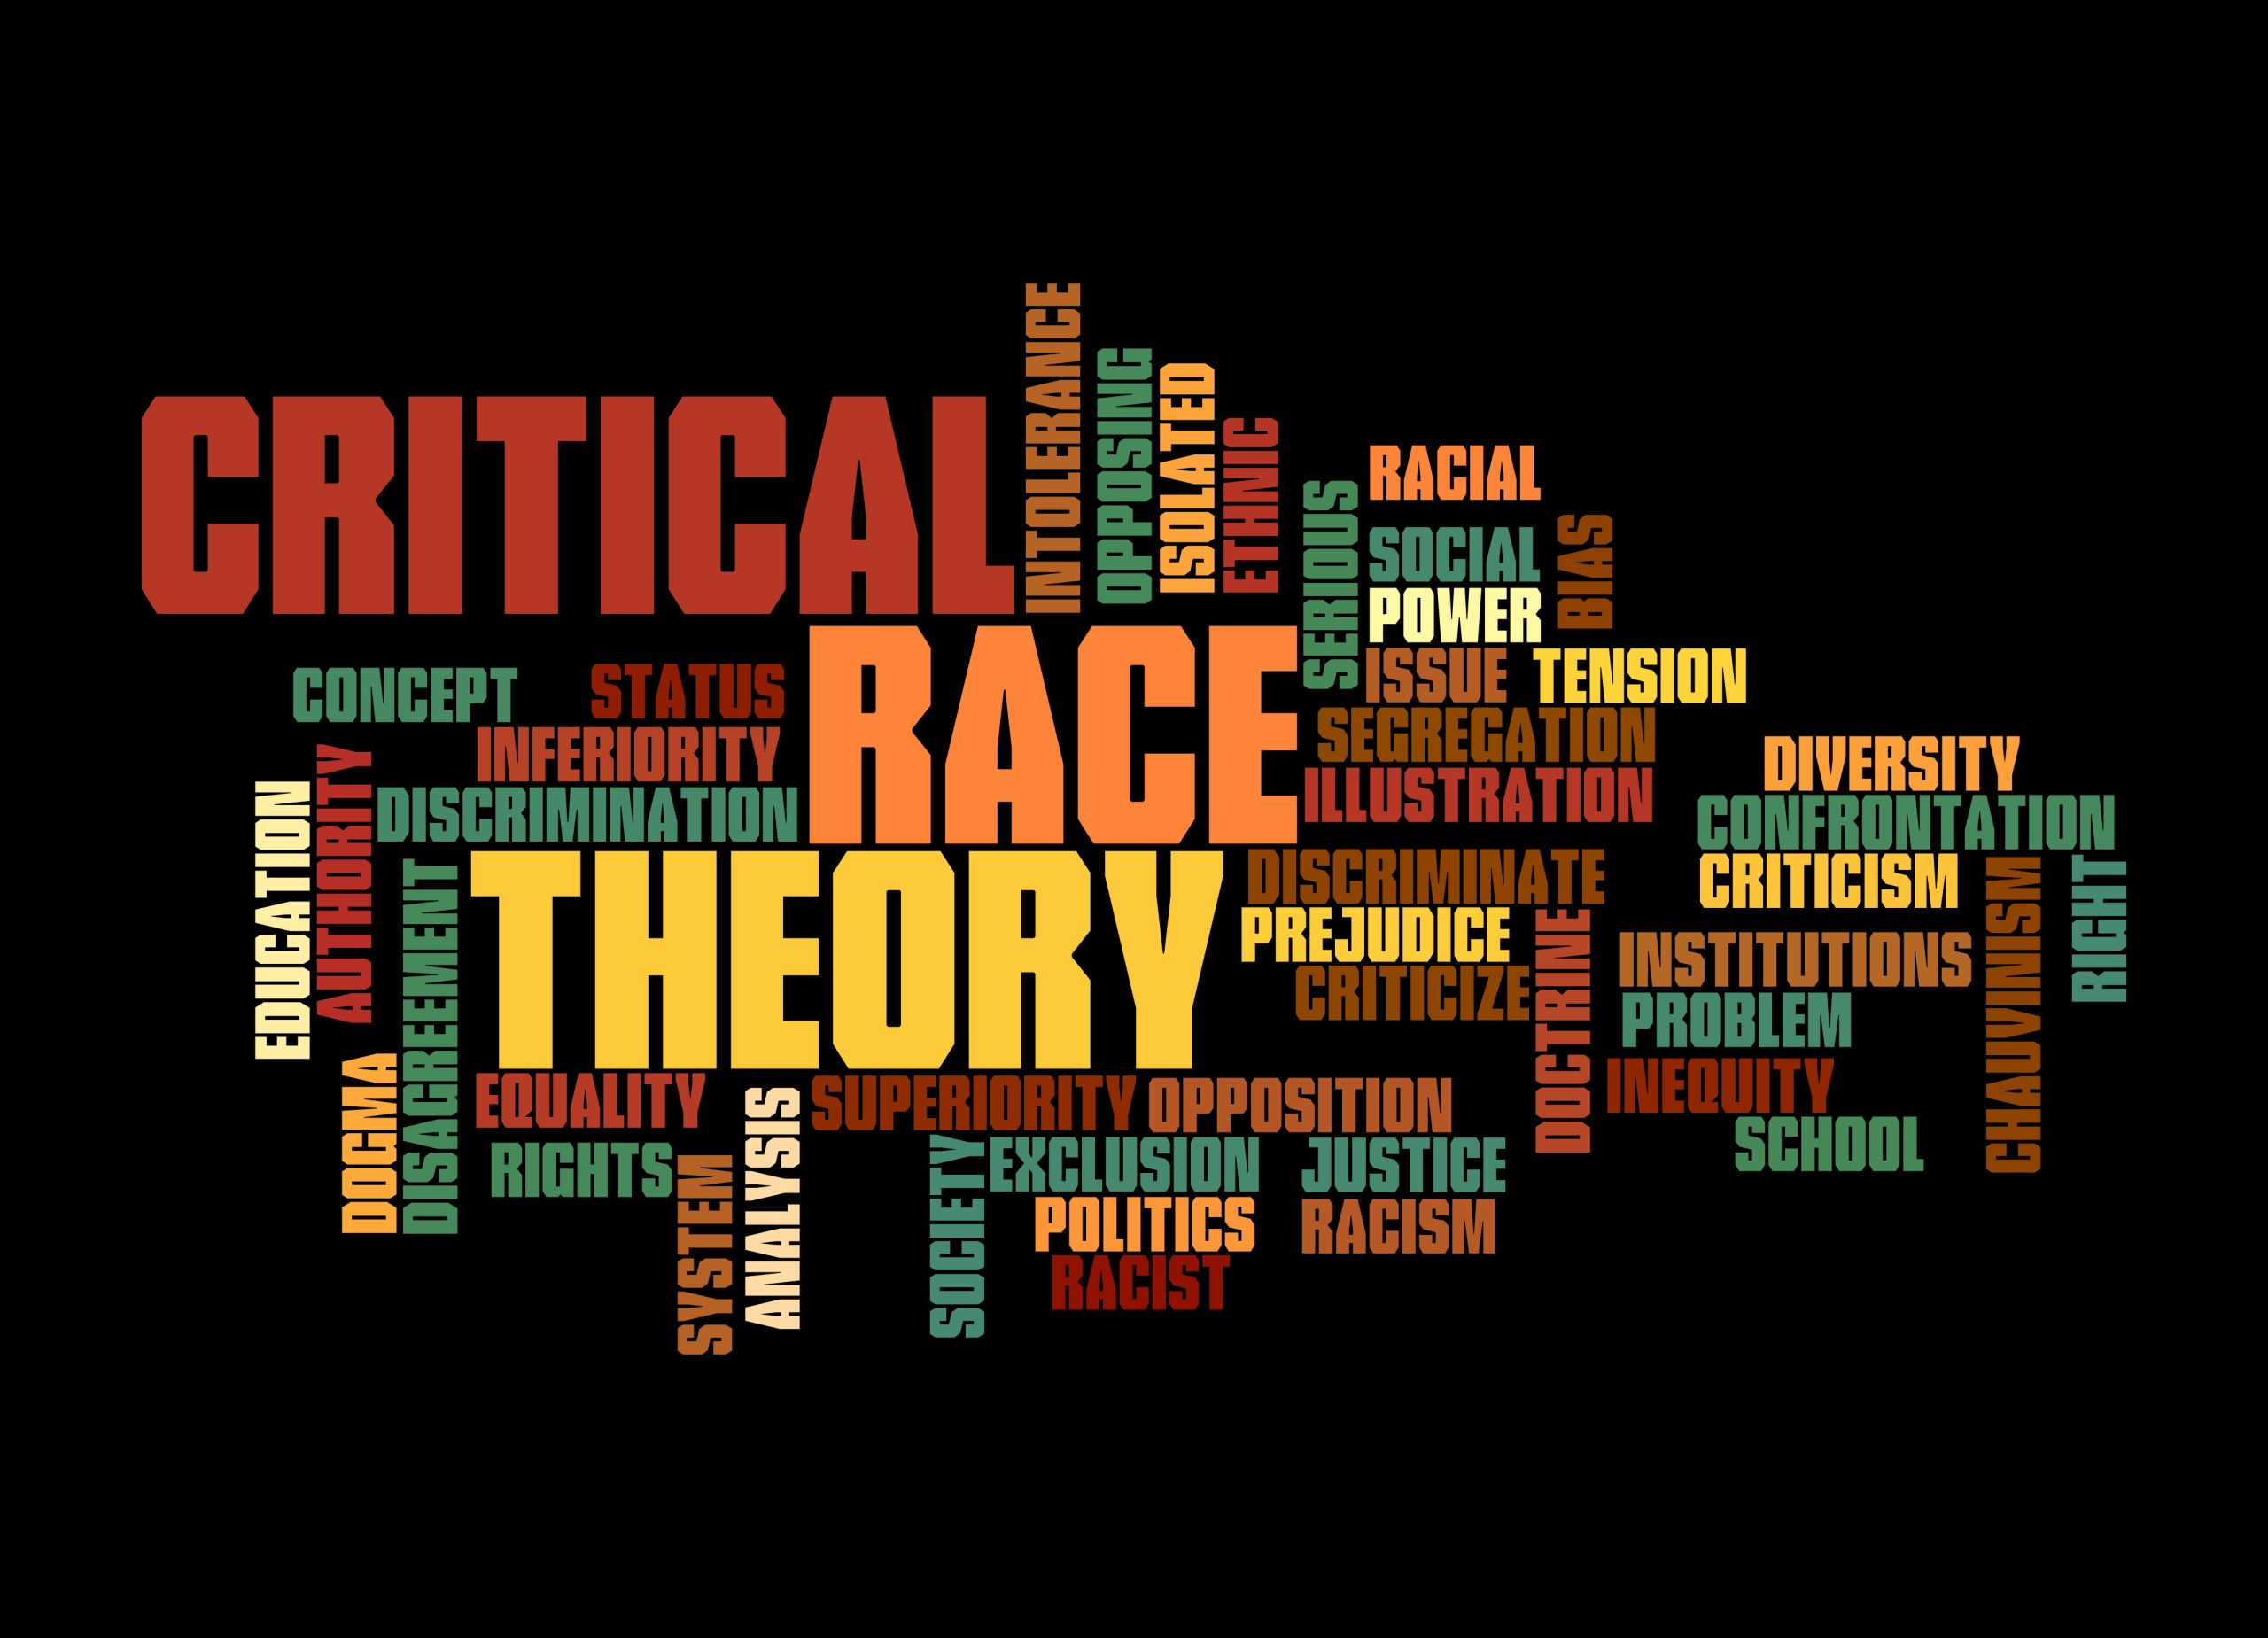 CRITICAL
INTOLERANCE
OPPOSING
ISOLATED
ETHNIC
SERIOUS
RACIAL
SOCIAL
BIAS
POWER
ISSUE
TENSION
CONCEPT
STATUS
RACE
SEGREGATION
INFERIORITY
DIVERSITY
AUTHORITY
EDUCATION
DISCRIMINATION
ILLUSTRATION
CONFRONTATION
DISAGREEMENT
THEORY
DISCRIMINATE
CRITICISM
CHAUVINISM
RIGHT
PREJUDICE
DOCTRINE
INSTITUTIONS
CRITICIZE
PROBLEM
DOGMA
INEQUITY
EQUALITY
ANALYSIS
SUPERIORITY
OPPOSITION
SCHOOL
RIGHTS
SYSTEM
SOCIETY
EXCLUSION
JUSTICE
POLITICS
RACISM
RACIST